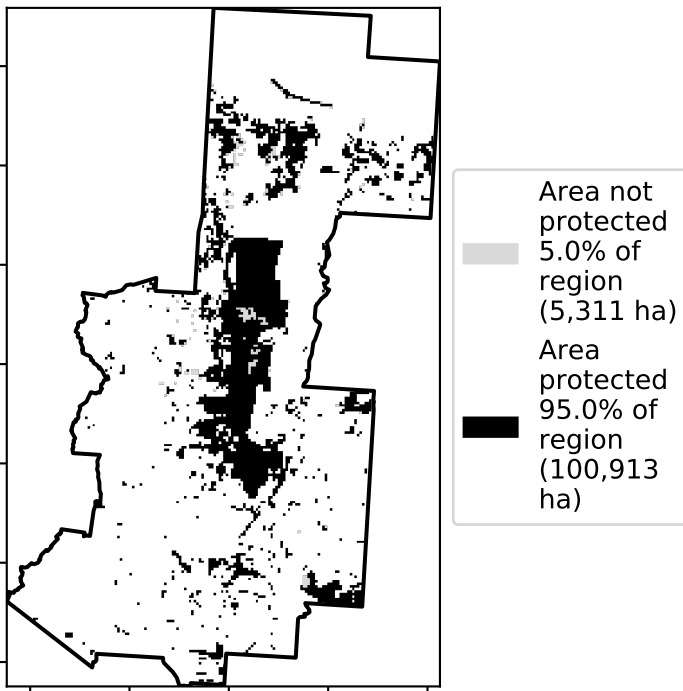 Area not
protected
5.0% of
region
(5,311 ha)
Area
protected
95.0% of
region
(100,913
ha)